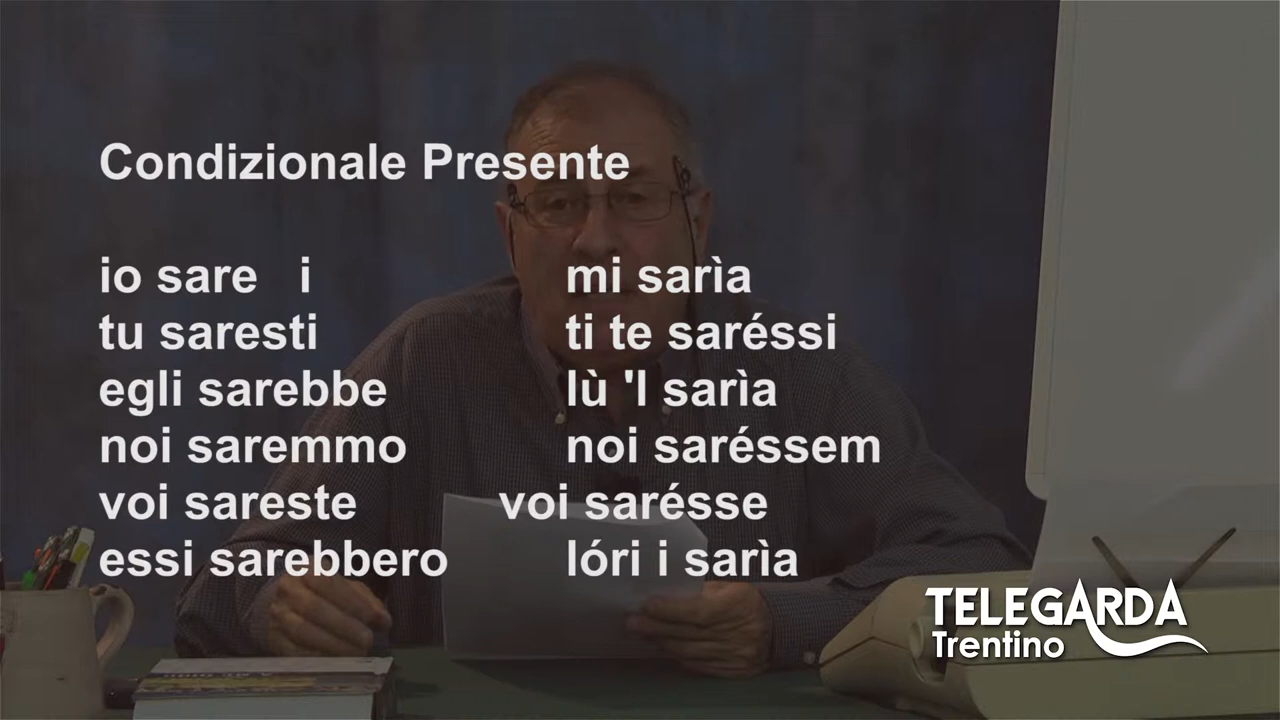 Condizionale Presente
io sare i mi sarìa
tu saresti ti te saréssi
egli sarebbe lù 'l sarìa
noi saremmo noi saréssem
voi sareste voi sarésse
essi sarebbero lóri i sarìa
TELEGARDA
Trentino